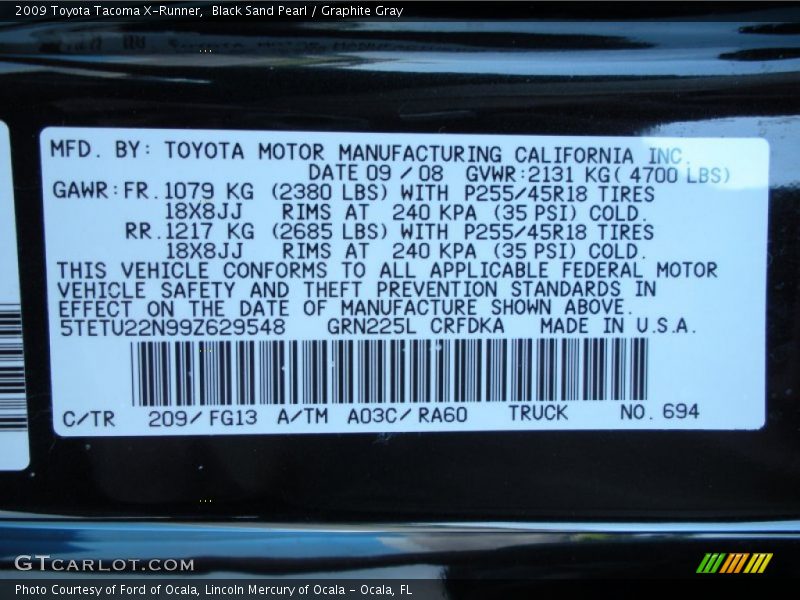 2009 Toyota Tacoma X-Runner, Black Sand Pearl / Graphite Gray
MFD. BY: TOYOTA MOTOR MANUFACTURING CALIFORNIA INC.
DATE 09 / 08 GVWR:2131 KG( 4700 LBS)
GAWR:FR.1079 KG (2380 LBS) WITH P255/45R18 TIRES
18X8JJ RIMS AT 240 KPA (35 PSI) COLD.
RR.1217 KG (2685 LBS) WITH P255/45R18 TIRES
18X8JJ RIMS AT 240 KPA (35 PSI) COLD.
THIS VEHICLE CONFORMS TO ALL APPLICABLE FEDERAL MOTOR
VEHICLE SAFETY AND THEFT PREVENTION STANDARDS IN
EFFECT ON THE DATE OF MANUFACTURE SHOWN ABOVE.
5TETU22N99Z629548 GRN225L CRFDKA MADE IN U.S.A.
C/TR 209/FG13 A/TM A03C/RA60 TRUCK NO. 694
GTCARLOT.COM
Photo Courtesy of Ford of Ocala, Lincoln Mercury of Ocala - Ocala, FL